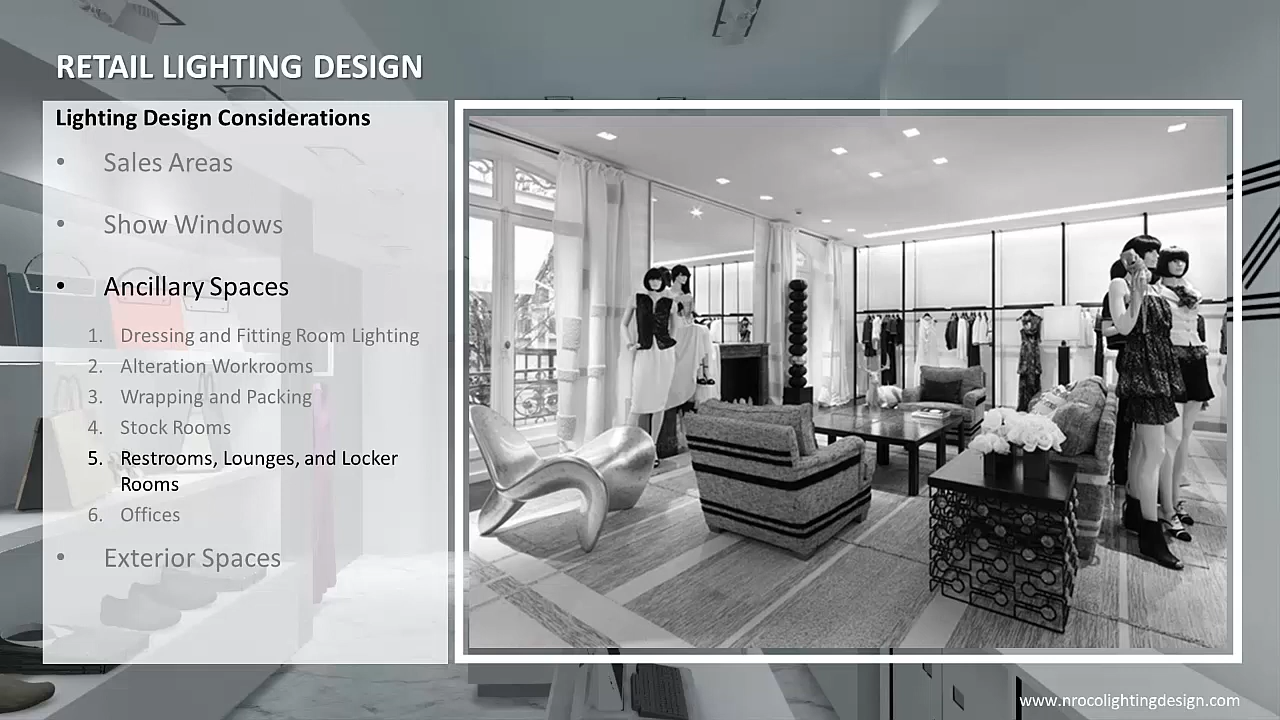 RETAIL LIGHTING DESIGN
Lighting Design Considerations
• Sales Areas
• Show Windows
• Ancillary Spaces
1. Dressing and Fitting Room Lighting
2. Alteration Workrooms
3. Wrapping and Packing
4. Stock Rooms
5. Restrooms, Lounges, and Locker
Rooms
6. Offices
• Exterior Spaces
www.nrocolightingdesign.com